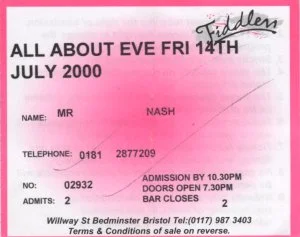 Fiddlers
ALL ABOUT EVE FRI 14TH
JULY 2000
NAME: MR NASH
TELEPHONE: 0181 2877209
NO: 02932
ADMITS: 2
ADMISSION BY 10.30PM
DOORS OPEN 7.30PM
BAR CLOSES
2
Willway St Bedminster Bristol Tel:(0117) 987 3403
Terms & Conditions of sale on reverse.